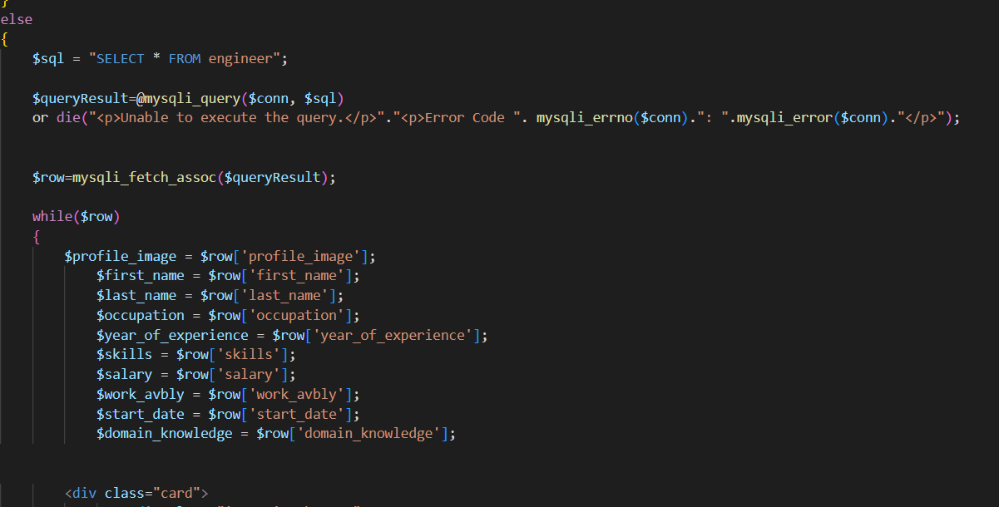 }
else
{
$sql = "SELECT * FROM engineer";
$queryResult=@mysqli_query($conn, $sql)
or die("<p>Unable to execute the query.</p>"."<p>Error Code ". mysqli_errno($conn).": ".mysqli_error($conn)."</p>");
$row=mysqli_fetch_assoc($queryResult);
while($row)
{
$profile_image = $row['profile_image'];
$first_name = $row['first_name'];
$last_name = $row['last_name'];
$occupation = $row['occupation'];
$year_of_experience = $row['year_of_experience'];
$skills = $row['skills'];
$salary = $row['salary'];
$work_avbly = $row['work_avbly'];
$start_date = $row['start_date'];
$domain_knowledge = $row['domain_knowledge'];
<div class="card">